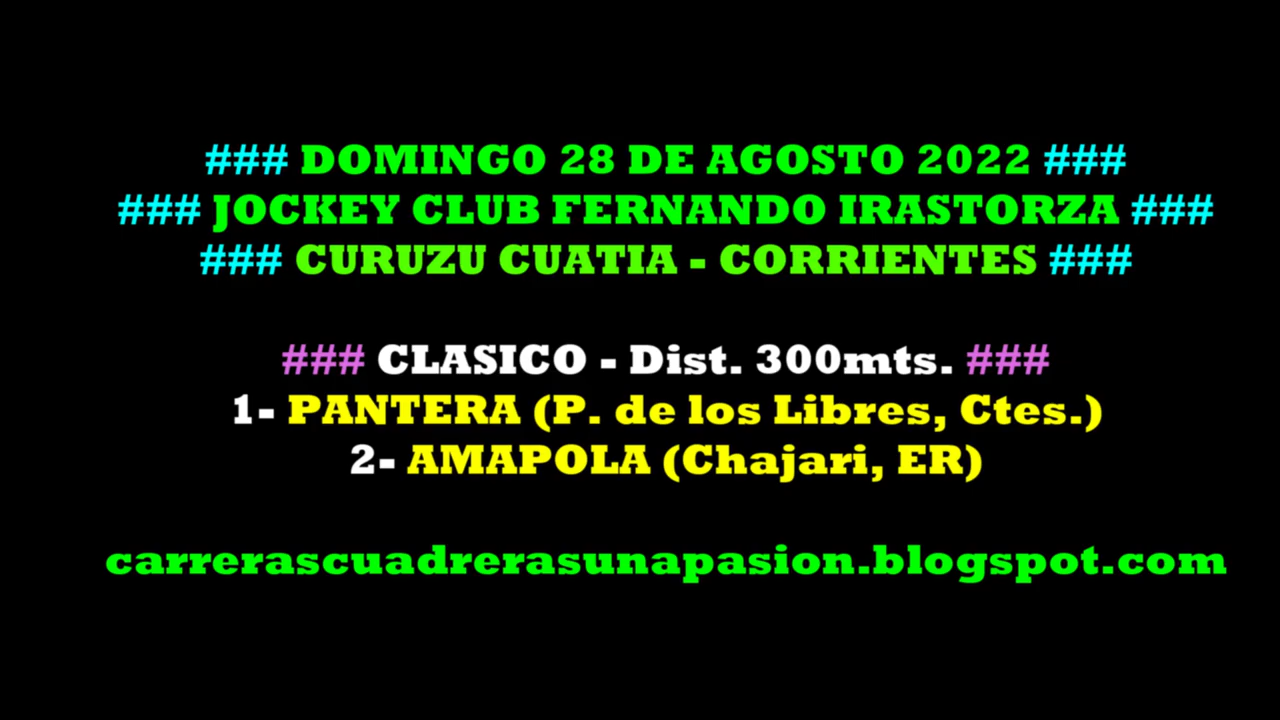 ### DOMINGO 28 DE AGOSTO 2022 ###
### JOCKEY CLUB FERNANDO IRASTORZA ###
### CURUZU CUATIA - CORRIENTES ###
### CLASICO - Dist. 300mts. ###
1- PANTERA (P. de los Libres, Ctes.)
2- AMAPOLA (Chajari, ER)
carrerascuadrerasunapasion.blogspot.com